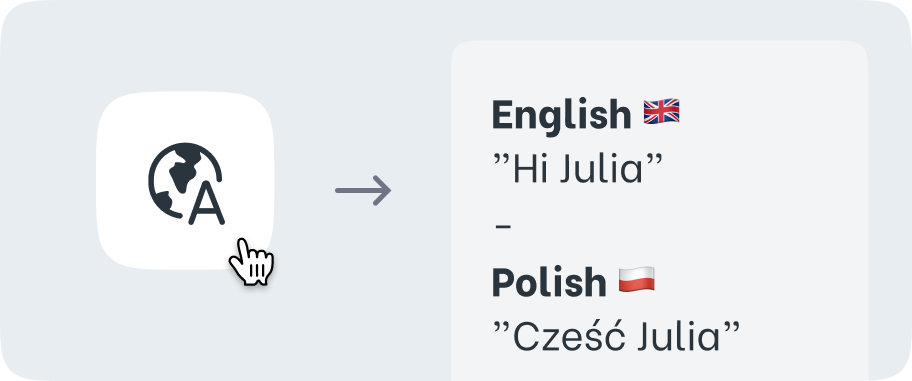 A
English 🇬🇧
”Hi Julia”
–
Polish 🇵🇱
”Cześć Julia”